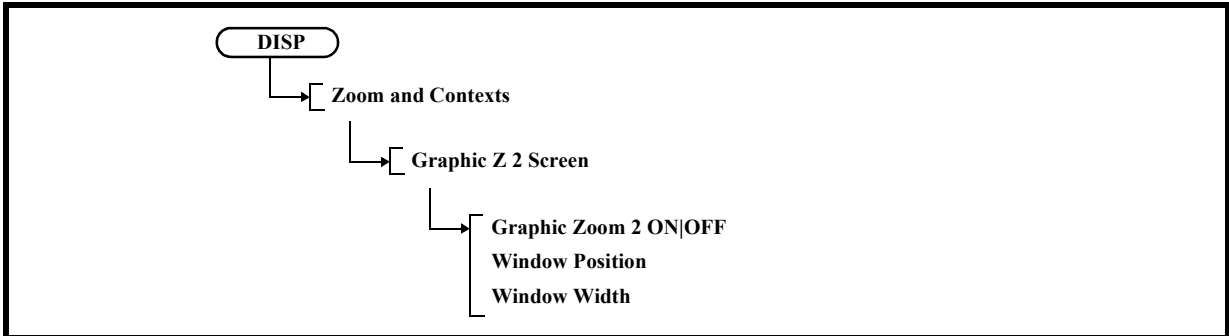 DISP
Zoom and Contexts
Graphic Z 2 Screen
Graphic Zoom 2 ON|OFF
Window Position
Window Width